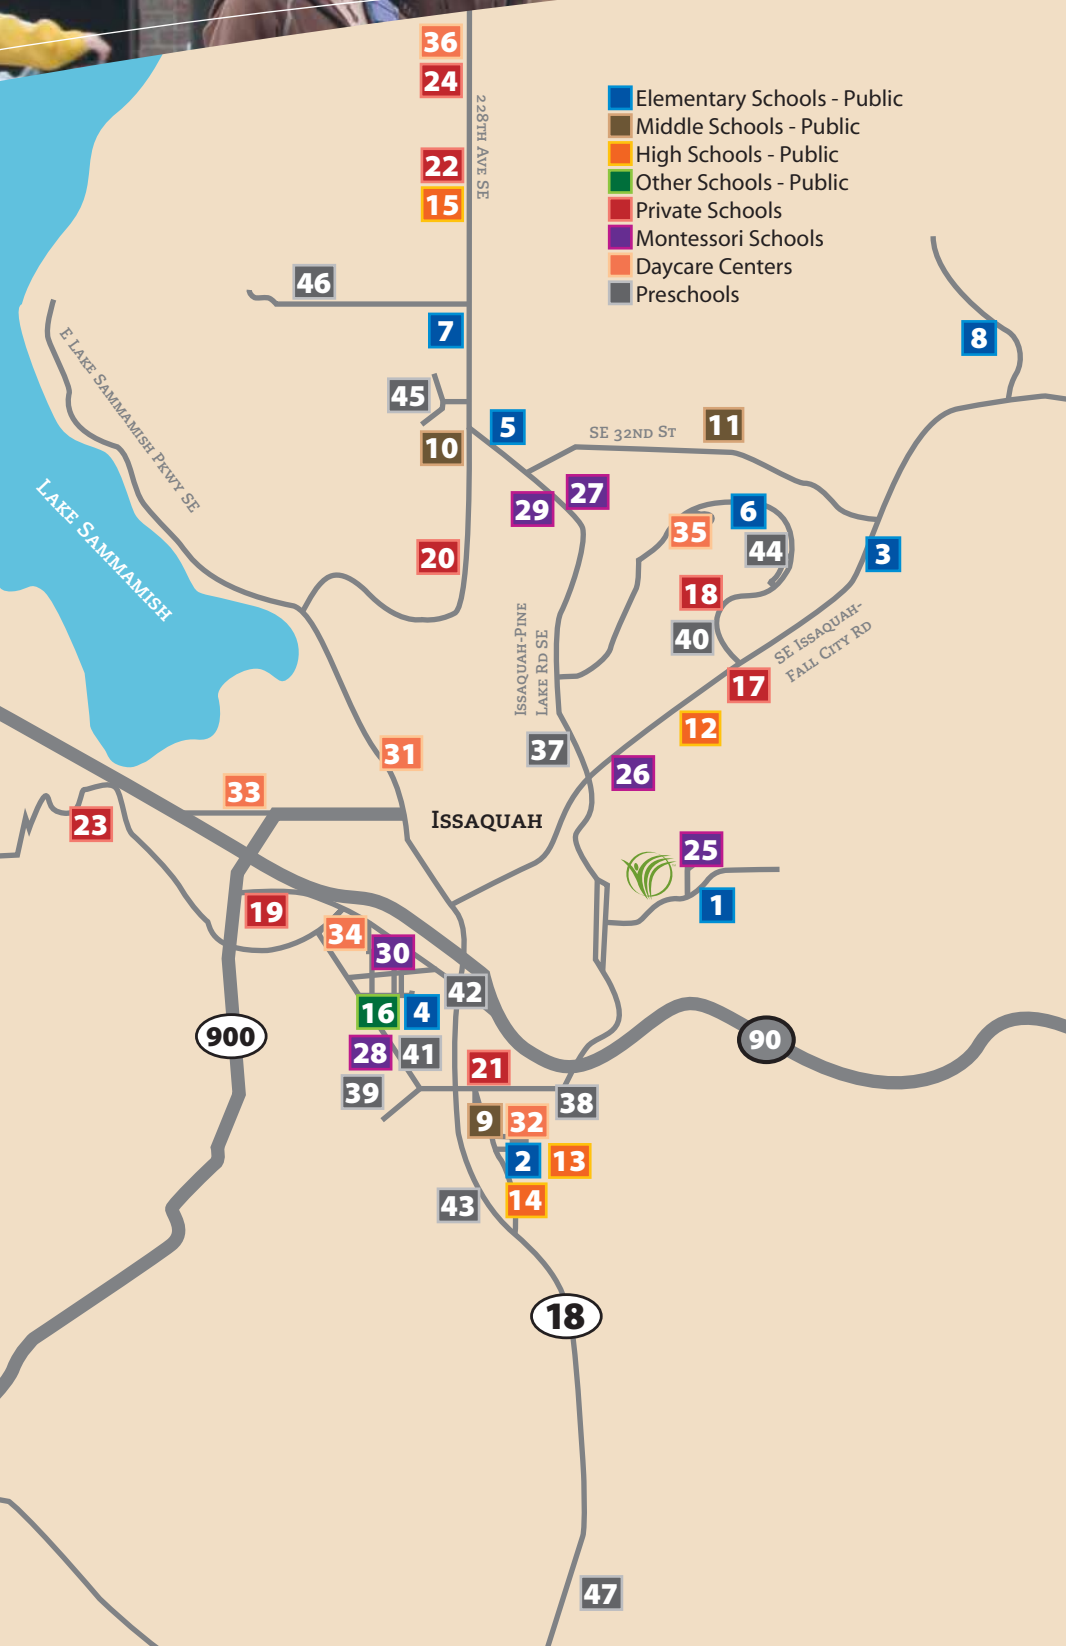 36
24
228th Ave SE
22
15
Elementary Schools - Public
Middle Schools - Public
High Schools - Public
Other Schools - Public
Private Schools
Montessori Schools
Daycare Centers
Preschools
46
7
8
E Lake Sammamish Pkwy SE
45
5
SE 32nd St
11
10
Lake Sammamish
29
27
35
6
44
3
20
18
40
SE Issaquah-
Fall City Rd
Issaquah-Pine
Lake Rd SE
17
12
37
31
26
33
23
Issaquah
25
1
19
34
30
42
16
4
900
90
28
41
21
39
38
9
32
2
13
14
43
18
47